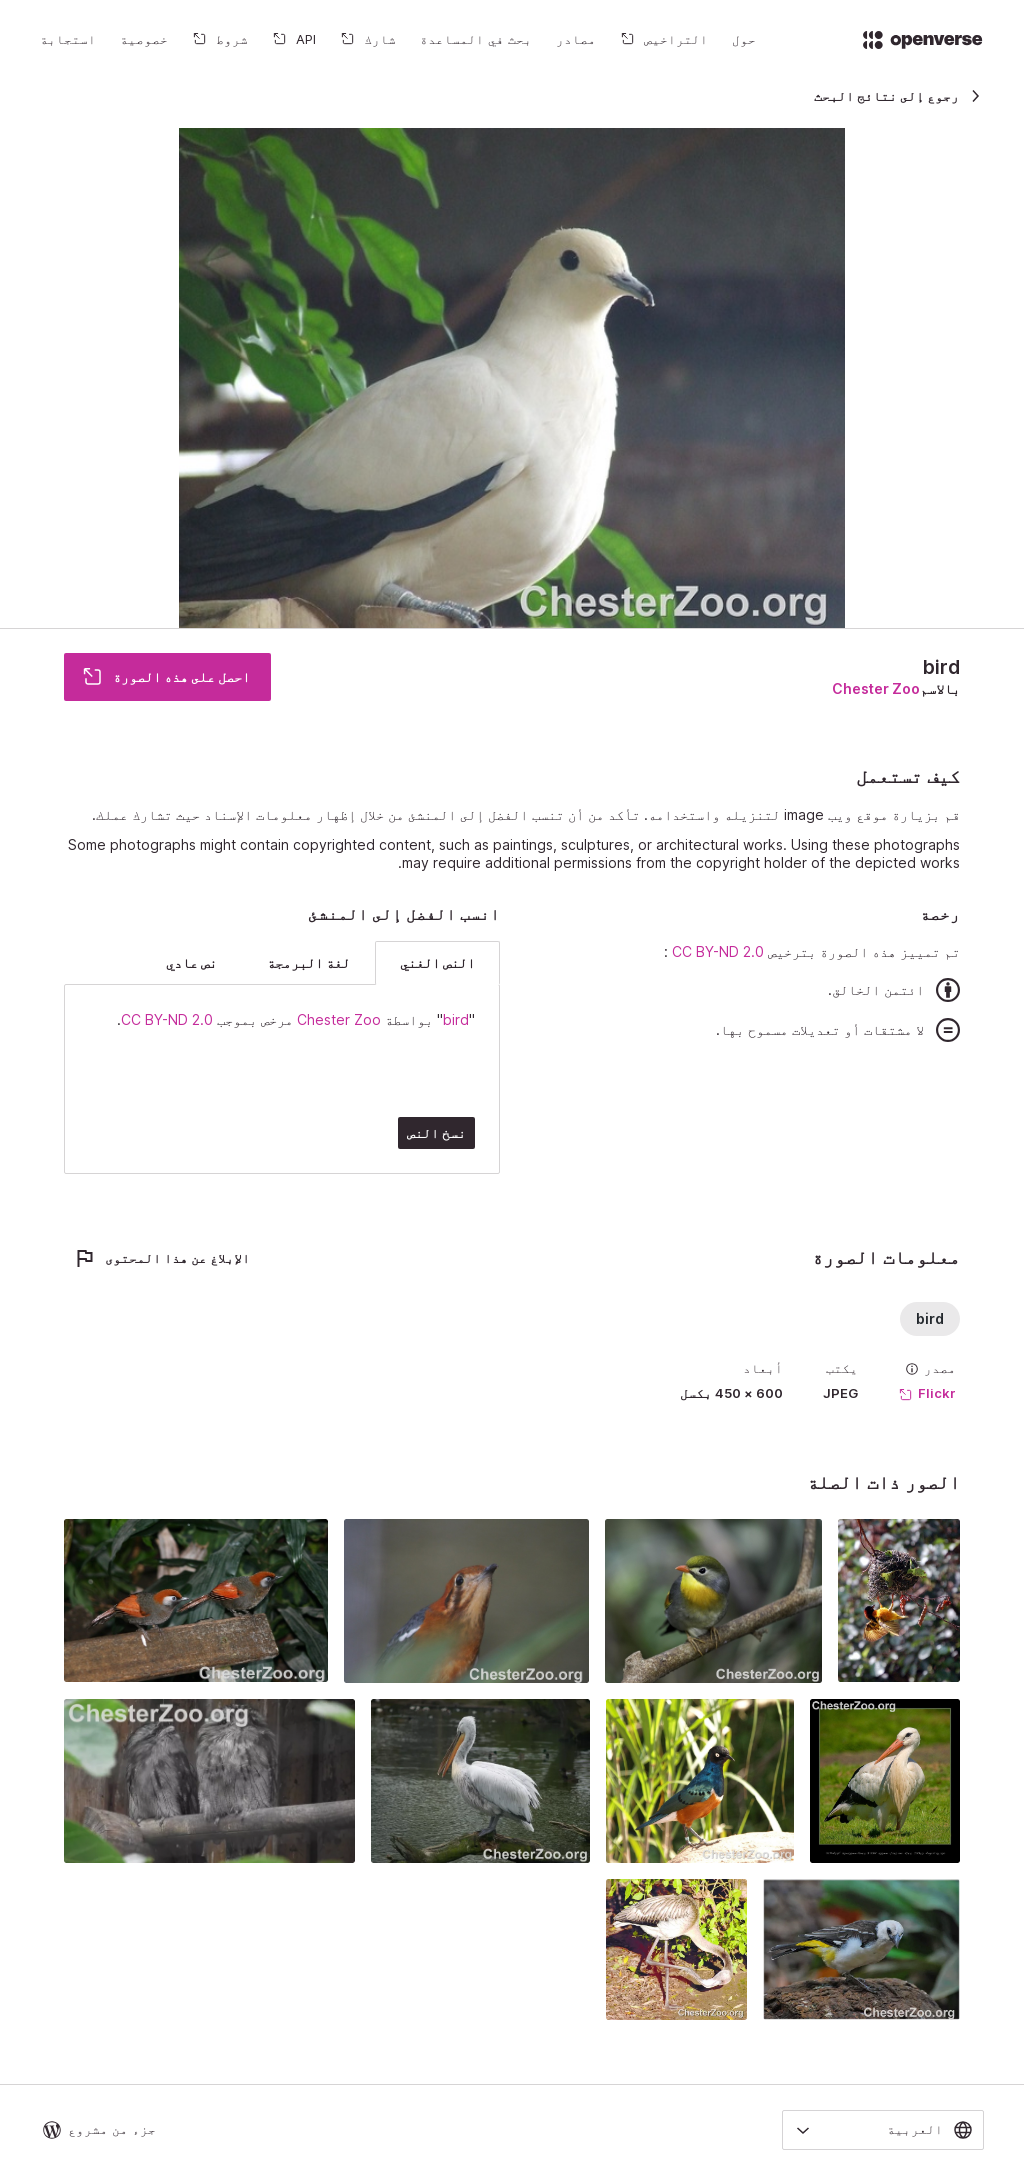 openverse
حول
التراخيص
مصادر
بحث في المساعدة
شارك
API
شروط
خصوصية
استجابة
رجوع إلى نتائج البحث
ChesterZoo.org
bird
بالاسم Chester Zoo
احصل على هذه الصورة
كيف تستعمل
قم بزيارة موقع ويب image لتنزيله واستخدامه. تأكد من أن تنسب الفضل إلى المنشئ من خلال إظهار معلومات الإسناد حيث تشارك عملك.
Some photographs might contain copyrighted content, such as paintings, sculptures, or architectural works. Using these photographs
may require additional permissions from the copyright holder of the depicted works.
رخصة
تم تمييز هذه الصورة بترخيص CC BY-ND 2.0 :
ائتمن الخالق.
لا مشتقات أو تعديلات مسموح بها.
انسب الفضل إلى المنشئ
النص الغني
لغة البرمجة
نص عادي
"bird" بواسطة Chester Zoo مرخص بموجب CC BY-ND 2.0.
نسخ النص
معلومات الصورة
الإبلاغ عن هذا المحتوى
bird
مصدر
Flickr
يكتب
JPEG
أبعاد
600 × 450 بكسل
الصور ذات الصلة
ChesterZoo.org
ChesterZoo.org
ChesterZoo.org
ChesterZoo.org
ChesterZoo.org
ChesterZoo.org
ChesterZoo.org
ChesterZoo.org
ChesterZoo.org
العربية
جزء من مشروع